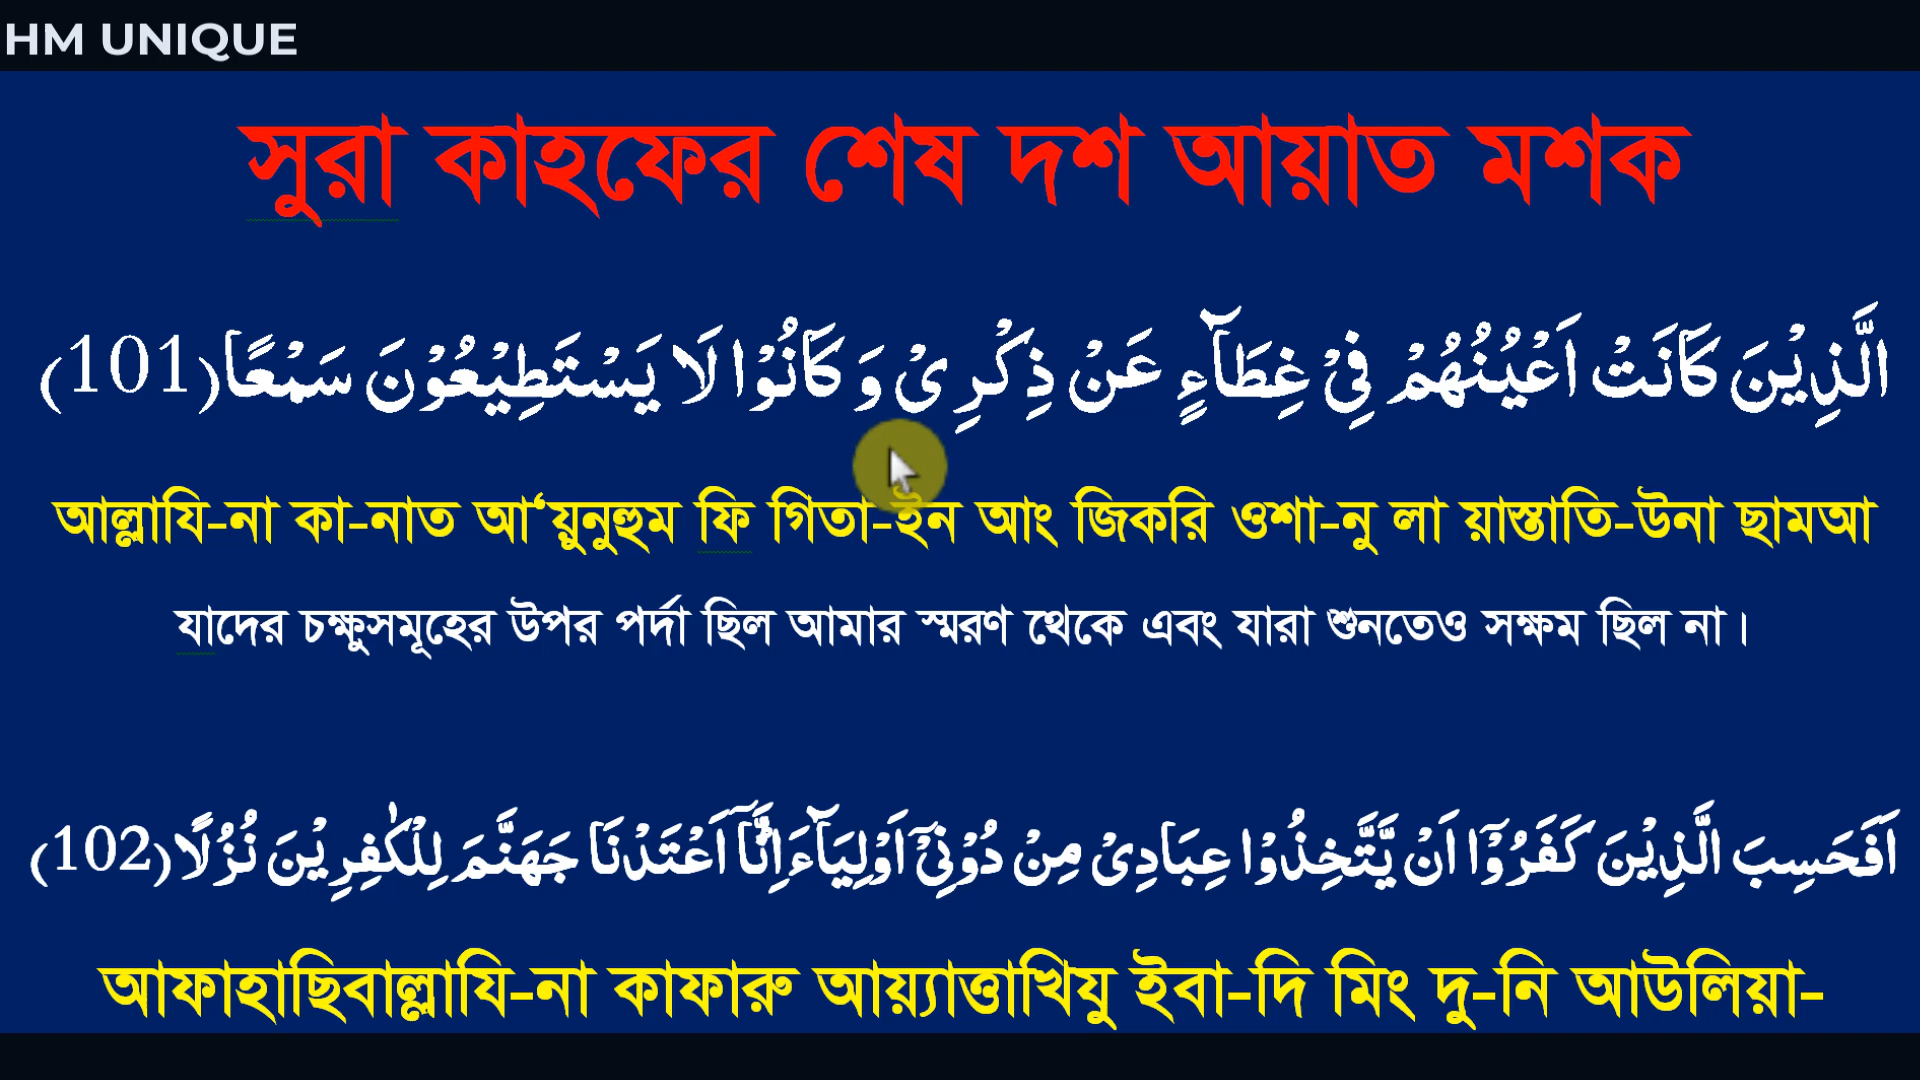 HM UNIQUE
সুরা কাহফের শেষ দশ আয়াত মশক
الَّذِيْنَ كَانَتْ اَعْيُنُهُمْ فِيْ غِطَآءٍ عَنْ ذِكْرِيْ وَ كَانُوْا لَا يَسْتَطِيْعُوْنَ سَمْعًا(101)
আল্লাযি-না কা-নাত আ‘য়ুনুহুম ফি গিতা-ইন আং জিকরি ওশা-নু লা য়াস্তাতি-উনা ছামআ
যাদের চক্ষুসমূহের উপর পর্দা ছিল আমার স্মরণ থেকে এবং যারা শুনতেও সক্ষম ছিল না।
اَفَحَسِبَ الَّذِيْنَ كَفَرُوْۤا اَنْ يَّتَّخِذُوْا عِبَادِيْ مِنْ دُوْنِيْۤ اَوْلِيَآءَ اِنَّاۤ اَعْتَدْنَا جَهَنَّمَ لِلْكٰفِرِيْنَ نُزُلًا(102)
আফাহাছিবাল্লাযি-না কাফারু আয়্যাত্তাখিযু ইবা-দি মিং দু-নি আউলিয়া-